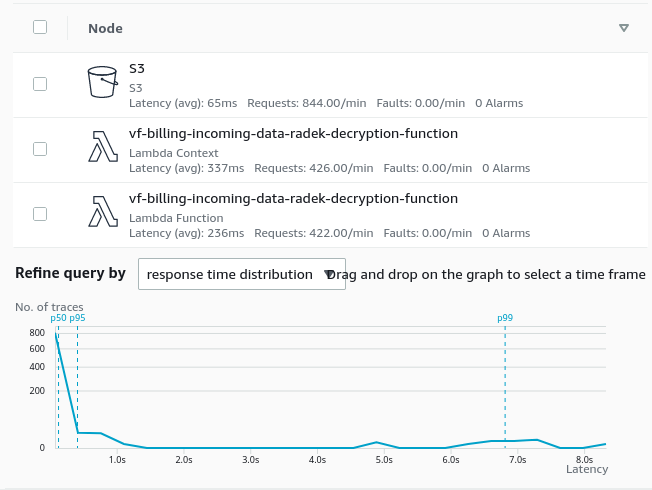 Node
S3
S3
Latency (avg): 65ms Requests: 844.00/min Faults: 0.00/min 0 Alarms
vf-billing-incoming-data-radek-decryption-function
Lambda Context
Latency (avg): 337ms Requests: 426.00/min Faults: 0.00/min 0 Alarms
vf-billing-incoming-data-radek-decryption-function
Lambda Function
Latency (avg): 236ms Requests: 422.00/min Faults: 0.00/min 0 Alarms
Refine query by response time distribution Drag and drop on the graph to select a time frame
No. of traces
p50 p95 p99
800
600
400
200
0
1.0s 2.0s 3.0s 4.0s 5.0s 6.0s 7.0s 8.0s
Latency